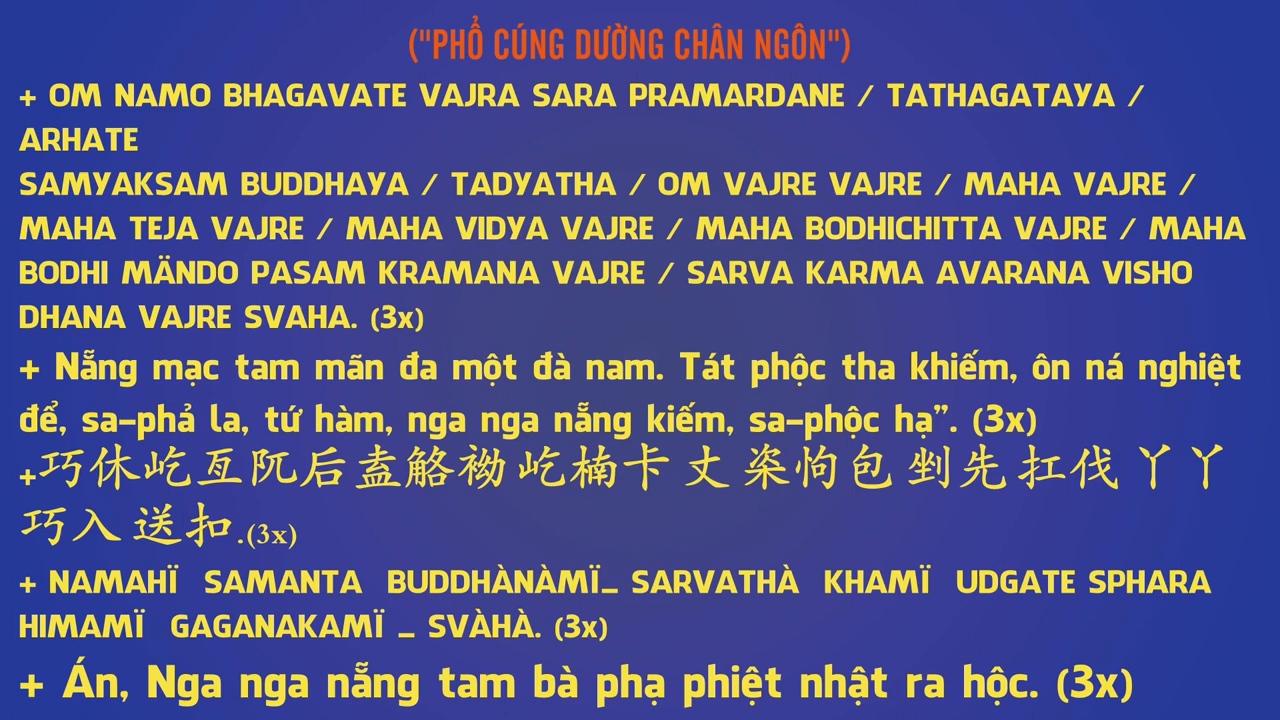 ("PHỔ CÚNG DƯỜNG CHÂN NGÔN")
+ OM NAMO BHAGAVATE VAJRA SARA PRAMARDANE / TATHAGATAYA /
ARHATE
SAMYAKSAM BUDDHAYA / TADYATHA / OM VAJRE VAJRE / MAHA VAJRE /
MAHA TEJA VAJRE / MAHA VIDYA VAJRE / MAHA BODHICHITTA VAJRE / MAHA
BODHI MÄNDO PASAM KRAMANA VAJRE / SARVA KARMA AVARANA VISHO
DHANA VAJRE SVAHA. (3x)
+ Nẵng mạc tam mãn đa một đà nam. Tát phộc tha khiếm, ôn ná nghiệt
để, sa-phả la, tứ hàm, nga nga nẵng kiếm, sa-phộc hạ”. (3x)
+巧休屹亙阢后盍觡袎屹楠卡丈粢怐包剉先扛伐丫丫
巧入送扣.(3x)
+ NAMAHÏ SAMANTA BUDDHÀNÀMÏ_ SARVATHÀ KHAMÏ UDGATE SPHARA
HIMAMÏ GAGANAKAMÏ _ SVÀHÀ. (3x)
+ Án, Nga nga nẵng tam bà phạ phiệt nhật ra hộc. (3x)